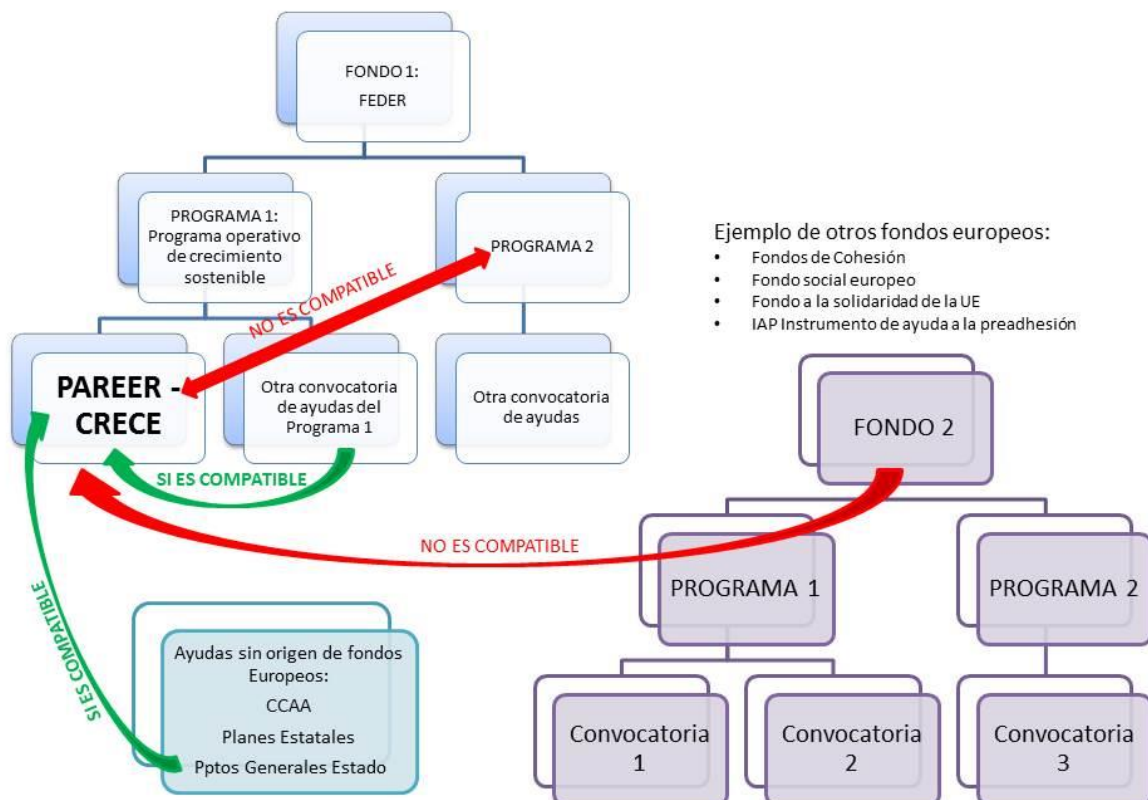 FONDO 1:
FEDER
PROGRAMA 1:
Programa operativo
de crecimiento
sostenible
PROGRAMA 2
NO ES COMPATIBLE
PAREER -
CRECE
Otra convocatoria
de ayudas del
Programa 1
Otra convocatoria
de ayudas
SI ES COMPATIBLE
Ejemplo de otros fondos europeos:
• Fondos de Cohesión
• Fondo social europeo
• Fondo a la solidaridad de la UE
• IAP Instrumento de ayuda a la preadhesión
FONDO 2
NO ES COMPATIBLE
PROGRAMA 1
PROGRAMA 2
SI ES COMPATIBLE
Ayudas sin origen de fondos
Europeos:
CCAA
Planes Estatales
Pptos Generales Estado
Convocatoria
1
Convocatoria
2
Convocatoria
3